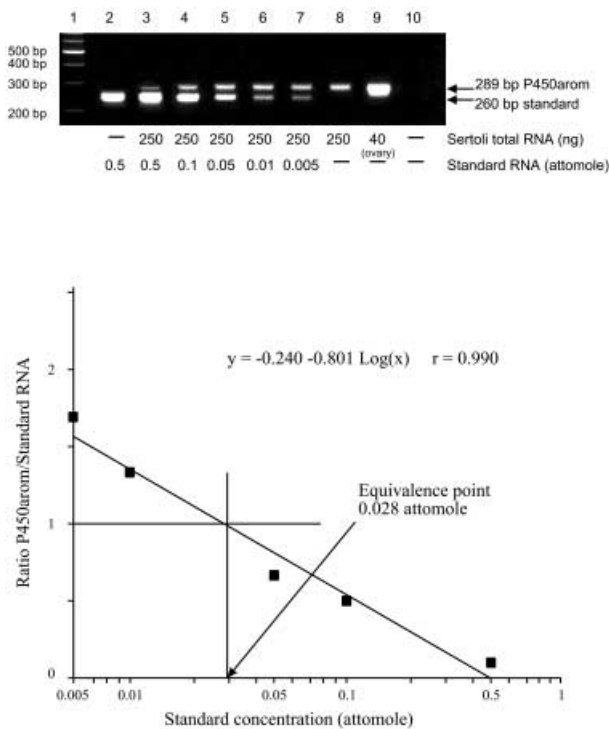 1 2 3 4 5 6 7 8 9 10
500 bp
400 bp
300 bp
200 bp
289 bp P450arom
260 bp standard
— 250 250 250 250 250 250 40 — Sertoli total RNA (ng)
(ovary)
0.5 0.5 0.1 0.05 0.01 0.005 — — — Standard RNA (attomole)
y = -0.240 -0.801 Log(x) r = 0.990
Equivalence point
0.028 attomole
Ratio P450arom/Standard RNA
2
1
0
0.005 0.01 0.05 0.1 0.5 1
Standard concentration (attomole)